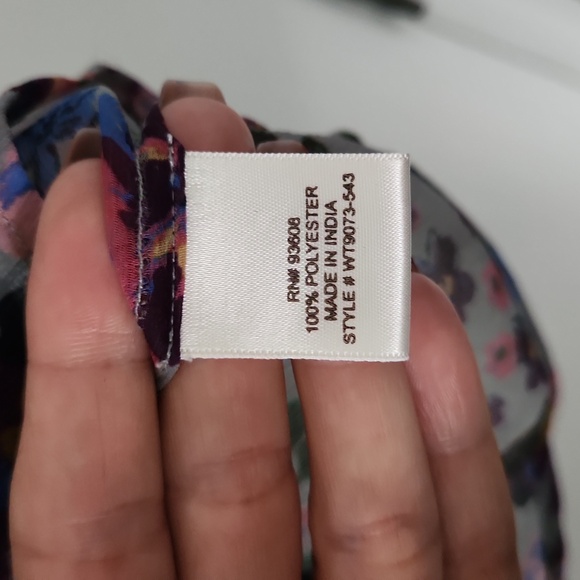 RN# 93608
100% POLYESTER
MADE IN INDIA
STYLE # WT9073-543